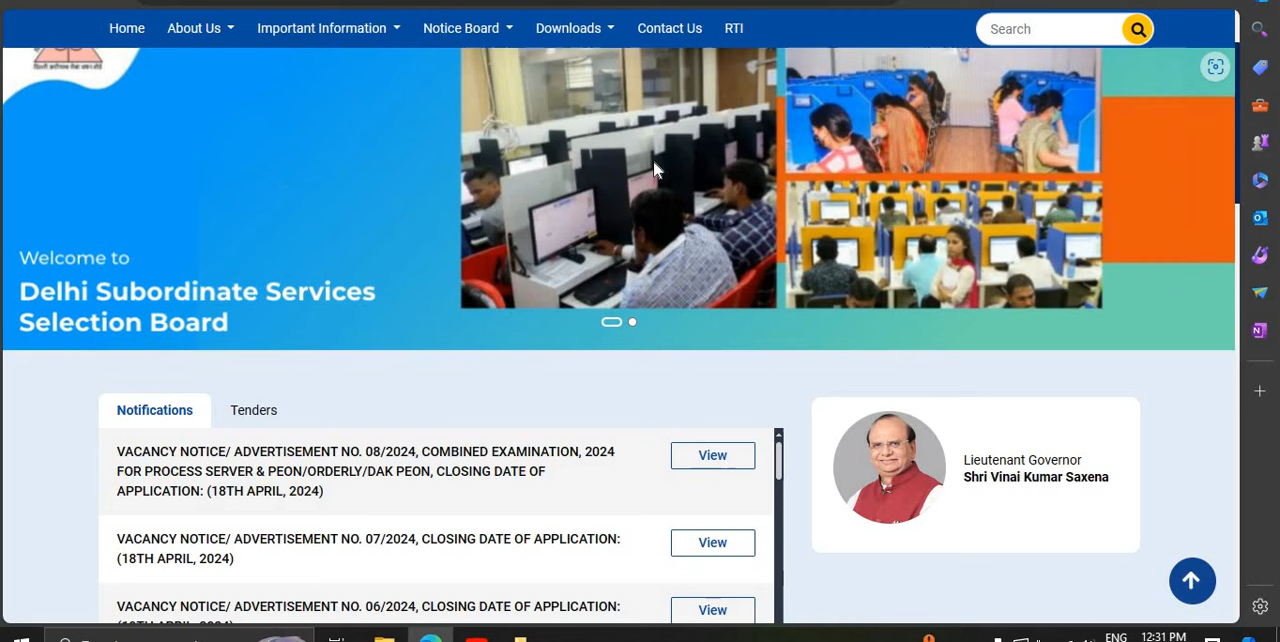 Home About Us Important Information Notice Board Downloads Contact Us RTI Search
Welcome to
Delhi Subordinate Services
Selection Board
Notifications Tenders
VACANCY NOTICE/ ADVERTISEMENT NO. 08/2024, COMBINED EXAMINATION, 2024
FOR PROCESS SERVER & PEON/ORDERLY/DAK PEON, CLOSING DATE OF
APPLICATION: (18TH APRIL, 2024)
View
VACANCY NOTICE/ ADVERTISEMENT NO. 07/2024, CLOSING DATE OF APPLICATION:
(18TH APRIL, 2024)
View
VACANCY NOTICE/ ADVERTISEMENT NO. 06/2024, CLOSING DATE OF APPLICATION:
View
Lieutenant Governor
Shri Vinai Kumar Saxena
ENG 12:31 PM